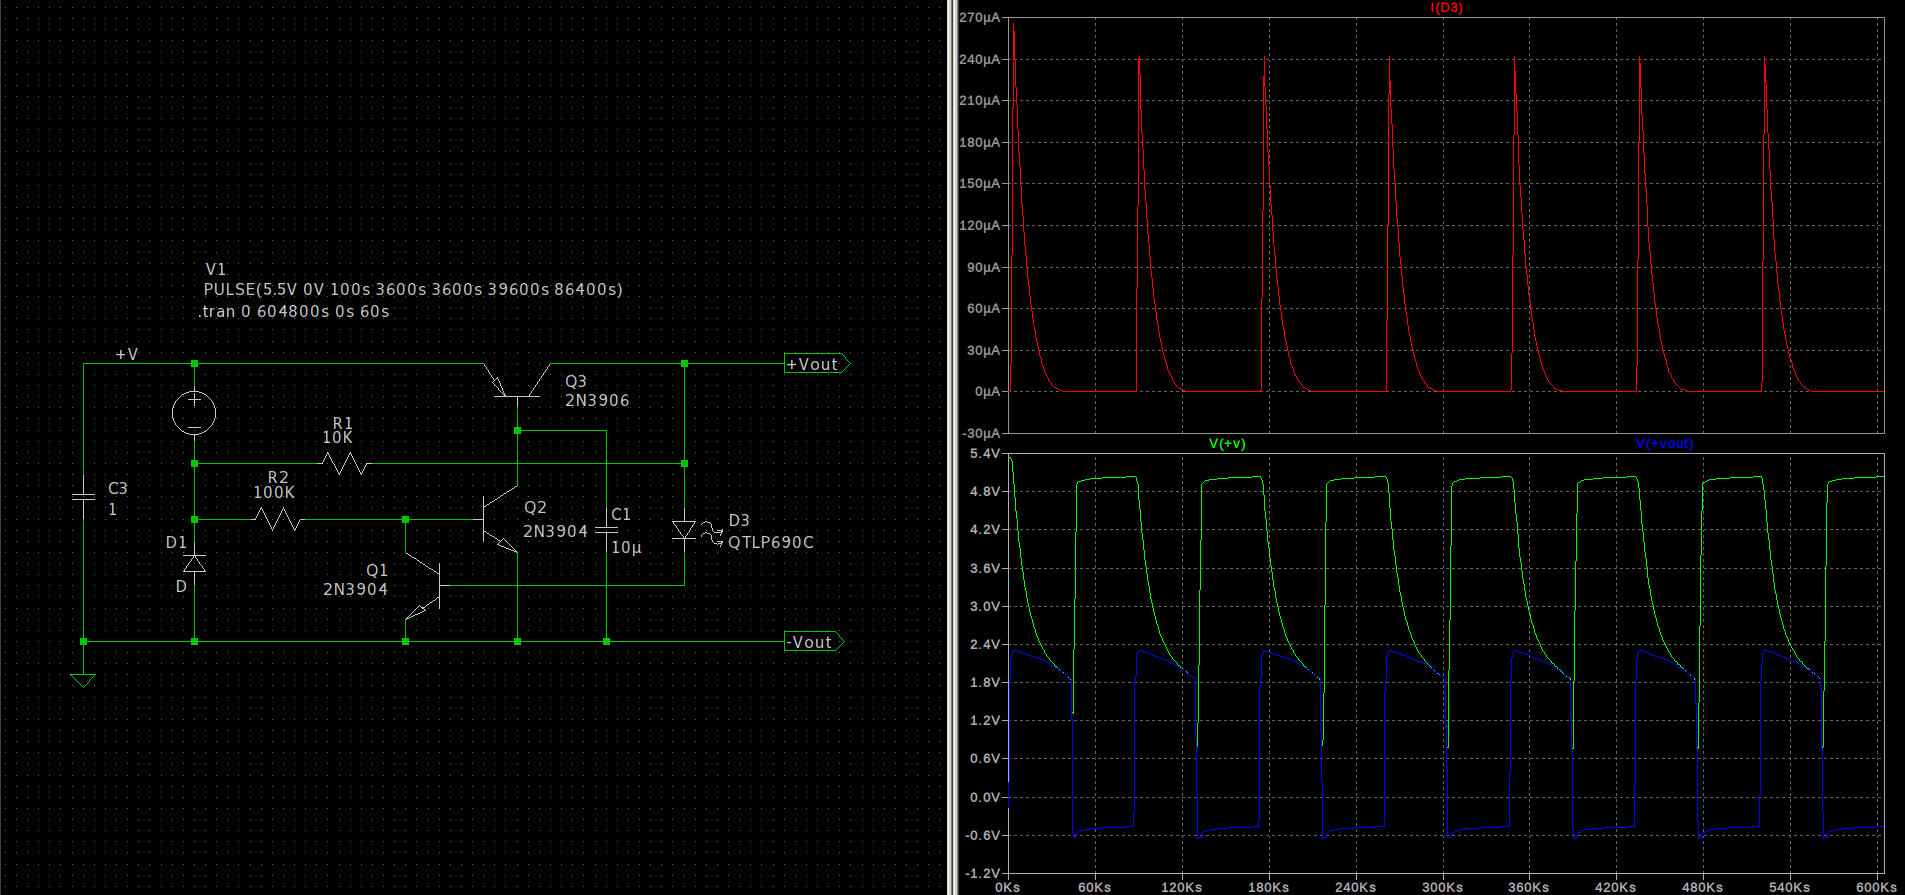 V1
PULSE(5.5V 0V 100s 3600s 3600s 39600s 86400s)
.tran 0 604800s 0s 60s
+V
+Vout
Q3
2N3906
R1
10K
R2
100K
C3
1
Q2
2N3904
C1
10µ
D3
QTLP690C
D1
D
Q1
2N3904
-Vout
I(D3)
270µA
240µA
210µA
180µA
150µA
120µA
90µA
60µA
30µA
0µA
-30µA
V(+v)
V(+vout)
5.4V
4.8V
4.2V
3.6V
3.0V
2.4V
1.8V
1.2V
0.6V
0.0V
-0.6V
-1.2V
0Ks 60Ks 120Ks 180Ks 240Ks 300Ks 360Ks 420Ks 480Ks 540Ks 600Ks